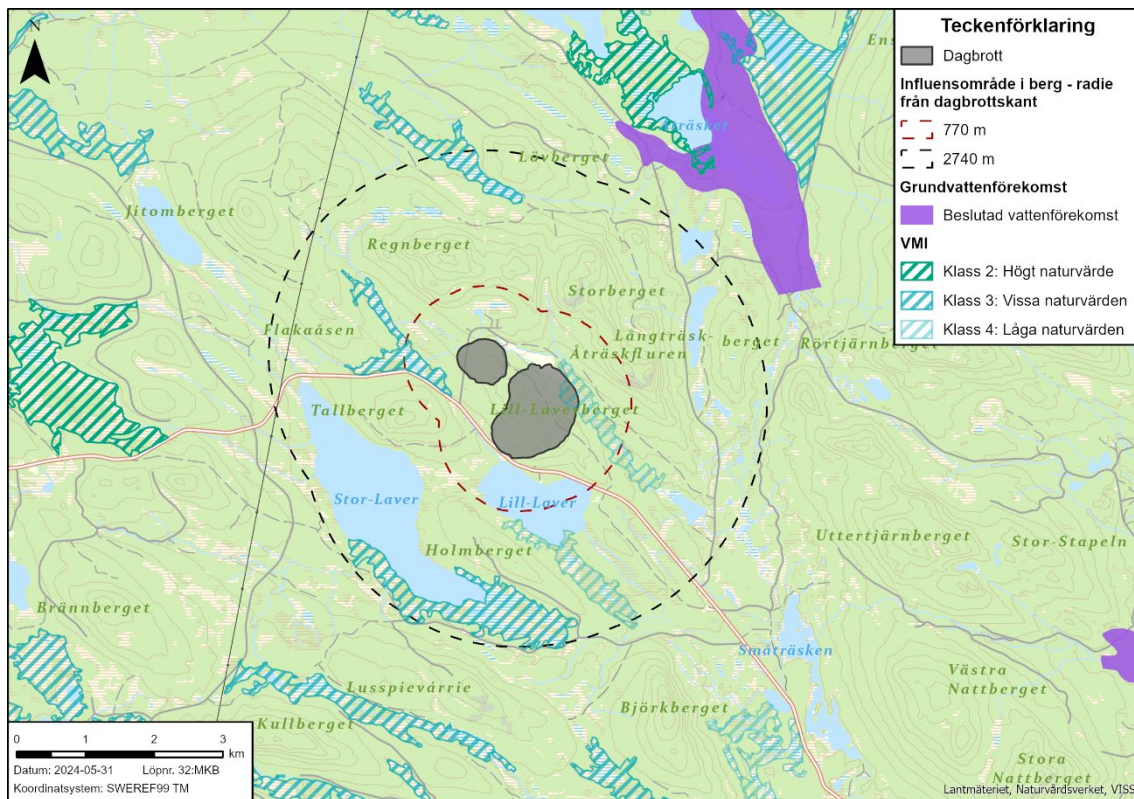 N
Teckenförklaring
Dagbrott
Influensområde i berg - radie
från dagbrottskant
770 m
2740 m
Grundvattenförekomst
Beslutad vattenförekomst
VMI
Klass 2: Högt naturvärde
Klass 3: Vissa naturvärden
Klass 4: Låga naturvärden
Lövberget
Jitomberget
Regnberget
Storberget
Flakaåsen
Långträsk-
berget
Åträskfluren
Rörtjärnberget
Tallberget
Lill-Laverberget
Stor-Laver
Lill-Laver
Holmberget
Uttertjärnberget
Stor-Stapeln
Brännberget
Småträsken
Lusspievárrie
Västra
Nattberget
Kullberget
Björkberget
Stora
Nattberget
0 1 2 3
km
Datum: 2024-05-31 Löpnr. 32:MKB
Koordinatsystem: SWEREF99 TM
Lantmäteriet, Naturvårdsverket, VISS